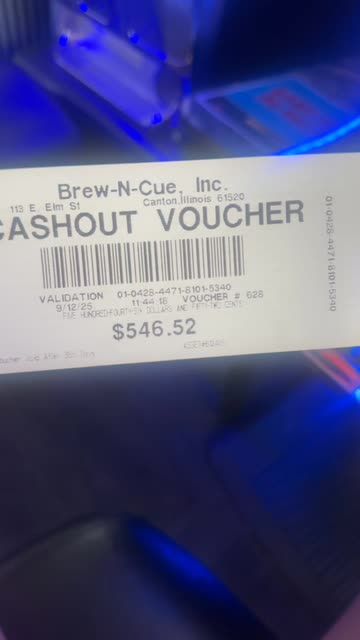 Brew-N-Cue, Inc.
113 E. Elm St Canton, Illinois 61520
CASHOUT VOUCHER
VALIDATION 01-0428-4471-8101-5340
9/12/25 11:44:18 VOUCHER # 628
FIVE HUNDRED-FOURTY-SIX DOLLARS AND FIFTY-TWO CENTS
$546.52
01-0428-4471-8101-5340